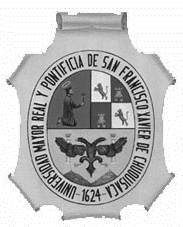 UNIVERSIDAD MAYOR REAL Y PONTIFICIA DE SAN FRANCISCO XAVIER DE CHUQUISACA
-1624-